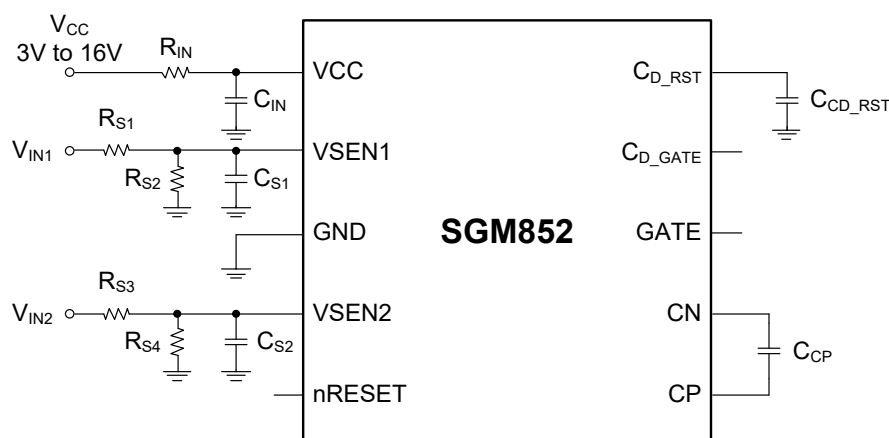 VCC
3V to 16V
RIN
VCC
CIN
CD_RST
CCD_RST
RS1
VIN1
VSEN1
RS2
CS1
CD_GATE
GND
SGM852
GATE
RS3
VIN2
VSEN2
RS4
CS2
CN
CCP
nRESET
CP